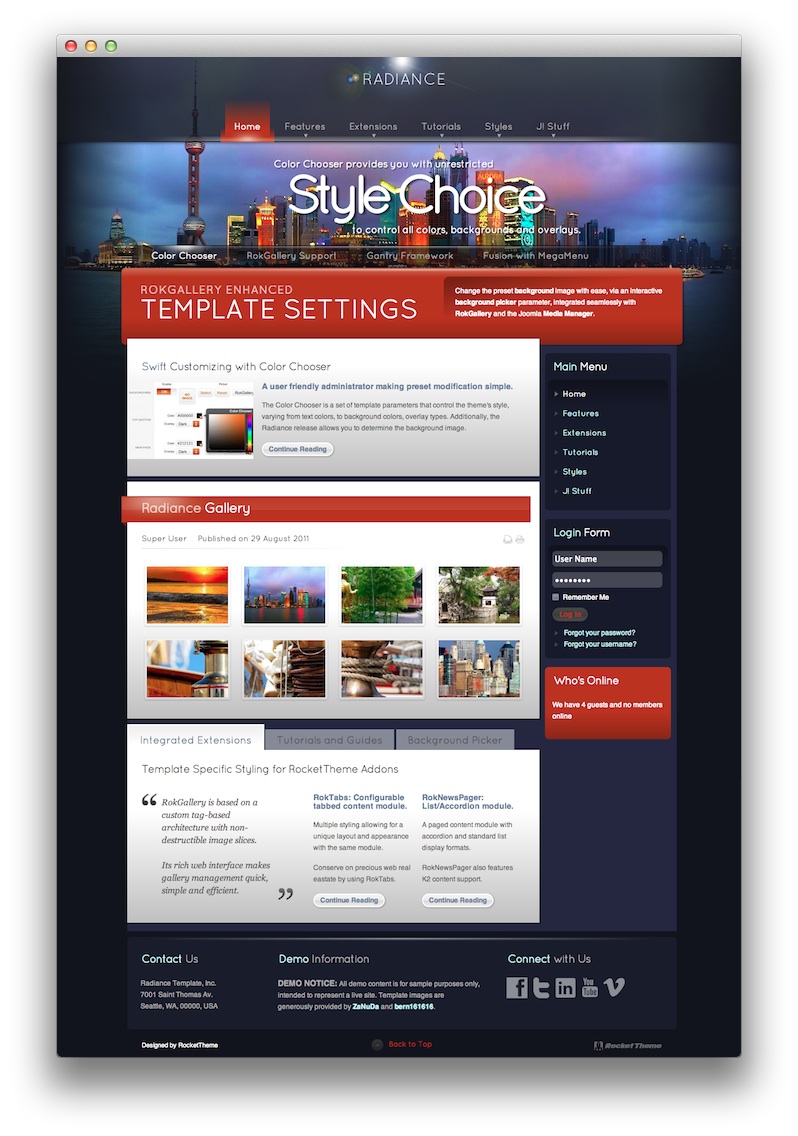 RADIANCE
Home Features Extensions Tutorials Styles J! Stuff
Color Chooser provides you with unrestricted
Style Choice
to control all colors, backgrounds and overlays.
Color Chooser RokGallery Support Gantry Framework Fusion with MegaMenu
ROKGALLERY ENHANCED
TEMPLATE SETTINGS
Change the preset background image with ease, via an interactive
background picker parameter, integrated seamlessly with
RokGallery and the Joomla Media Manager.
Swift Customizing with Color Chooser
A user friendly administrator making preset modification simple.
The Color Chooser is a set of template parameters that control the theme's style,
varying from text colors, to background colors, overlay types. Additionally, the
Radiance release allows you to determine the background image.
Continue Reading
Radiance Gallery
Super User Published on 29 August 2011
Integrated Extensions Tutorials and Guides Background Picker
Template Specific Styling for RocketTheme Addons
“ RokGallery is based on a
custom tag-based
architecture with non-
destructible image slices.
Its rich web interface makes
gallery management quick,
simple and efficient. ”
RokTabs: Configurable
tabbed content module.
Multiple styling allowing for a
unique layout and appearance
with the same module.
Conserve on precious web real
eastate by using RokTabs.
Continue Reading
RokNewsPager:
List/Accordion module.
A paged content module with
accordion and standard list
display formats.
RokNewsPager also features
K2 content support.
Continue Reading
Main Menu
Home
Features
Extensions
Tutorials
Styles
J! Stuff
Login Form
User Name
Remember Me
Log in
Forgot your password?
Forgot your username?
Who's Online
We have 4 guests and no members
online
Contact Us
Radiance Template, Inc.
7001 Saint Thomas Av.
Seattle, WA, 00000, USA
Demo Information
DEMO NOTICE: All demo content is for sample purposes only,
intended to represent a live site. Template images are
generously provided by ZaNuDa and bern161616.
Connect with Us
You Tube
Designed by RocketTheme
Back to Top
RocketTheme